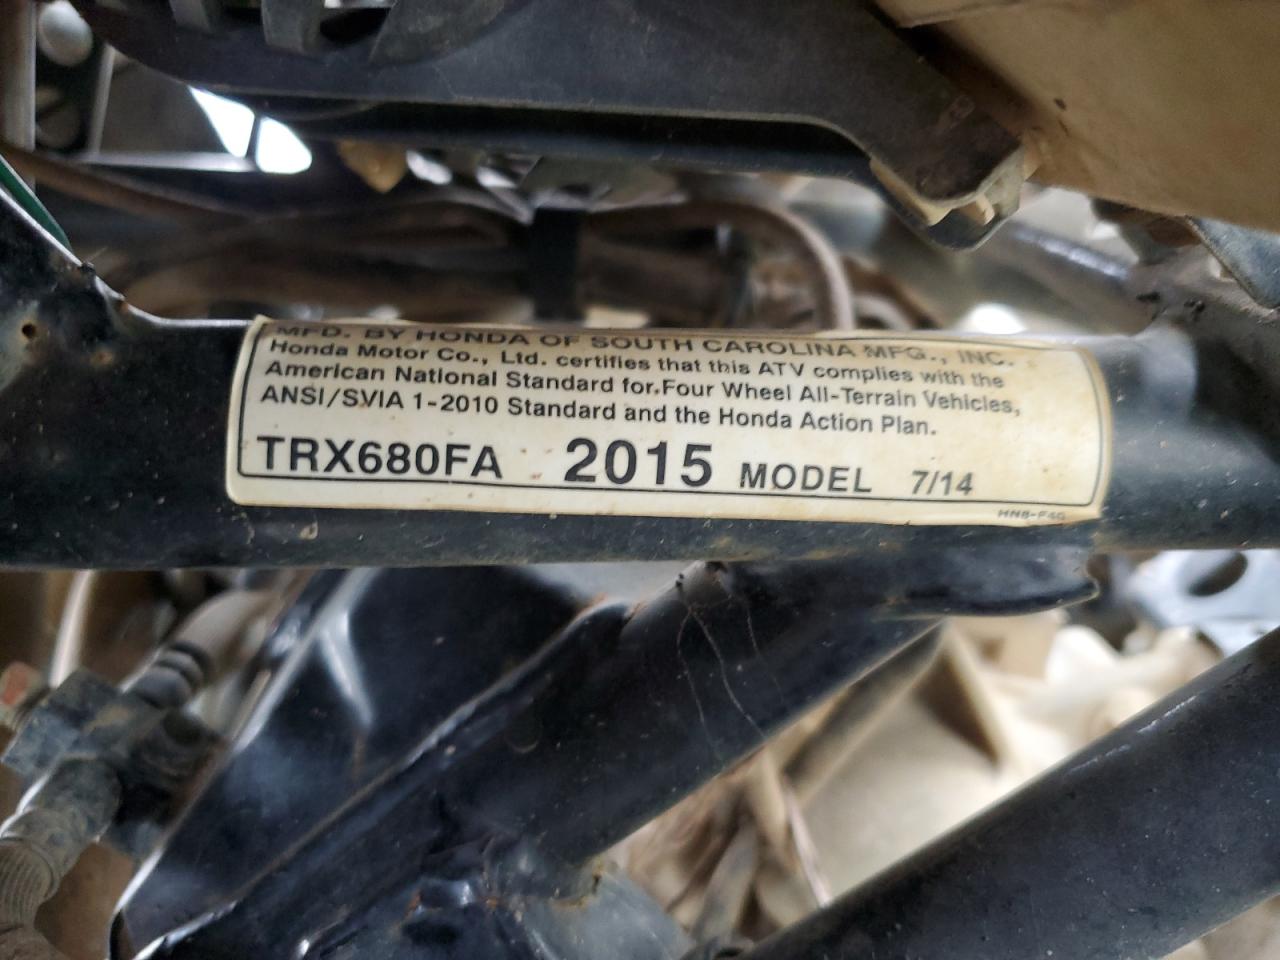 MFD. BY HONDA OF SOUTH CAROLINA MFG., INC.
Honda Motor Co., Ltd. certifies that this ATV complies with the
American National Standard for Four Wheel All-Terrain Vehicles,
ANSI/SVIA 1-2010 Standard and the Honda Action Plan.
TRX680FA 2015 MODEL 7/14